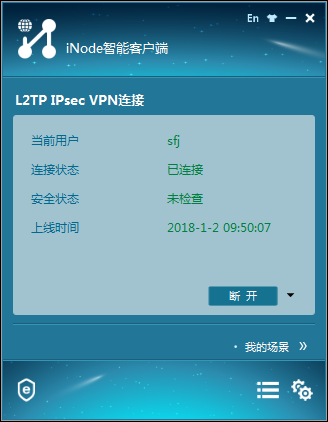 En
iNode智能客户端
L2TP IPsec VPN连接
当前用户 sfj
连接状态 已连接
安全状态 未检查
上线时间 2018-1-2 09:50:07
断 开
· 我的场景 »
e